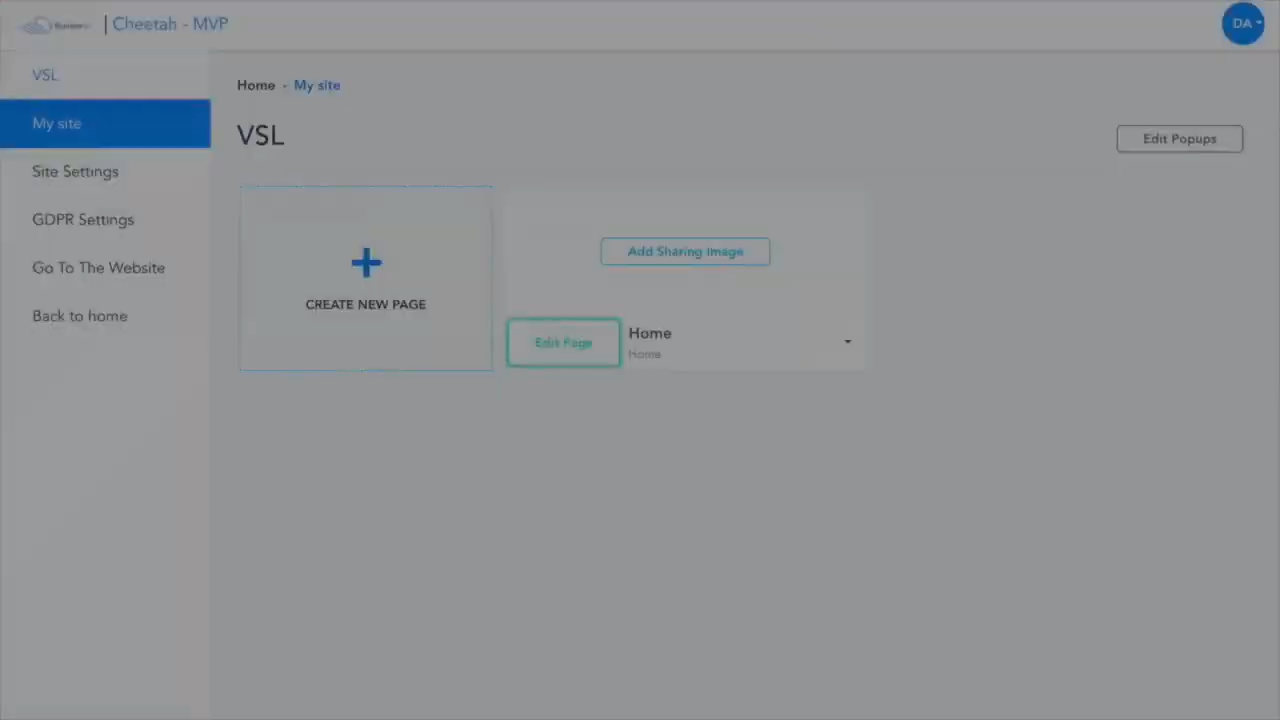 Cheetah - MVP
DA
VSL
My site
Site Settings
GDPR Settings
Go To The Website
Back to home
Home - My site
VSL
Edit Popups
CREATE NEW PAGE
Add Sharing Image
Edit Page
Home
Home